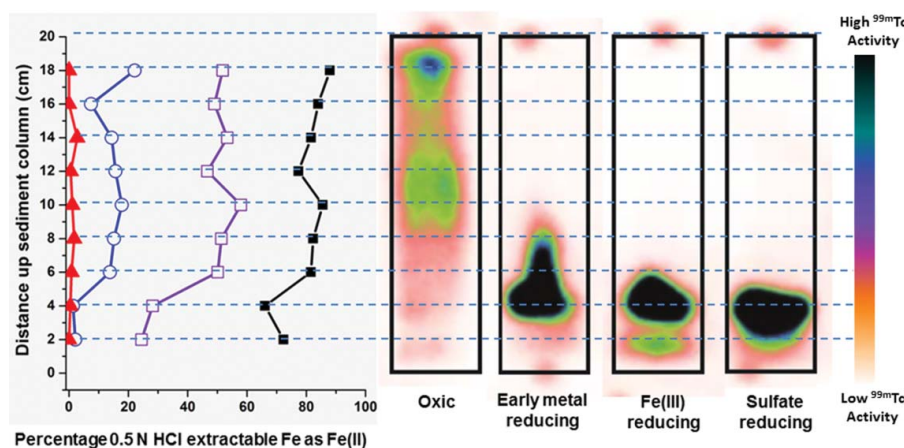 20
18
16
14
12
10
8
6
4
2
0
Distance up sediment column (cm)
0 20 40 60 80 100
Percentage 0.5 N HCl extractable Fe as Fe(II)
Oxic
Early metal
reducing
Fe(III)
reducing
Sulfate
reducing
High ⁹⁹ᵐTc
Activity
Low ⁹⁹ᵐTc
Activity